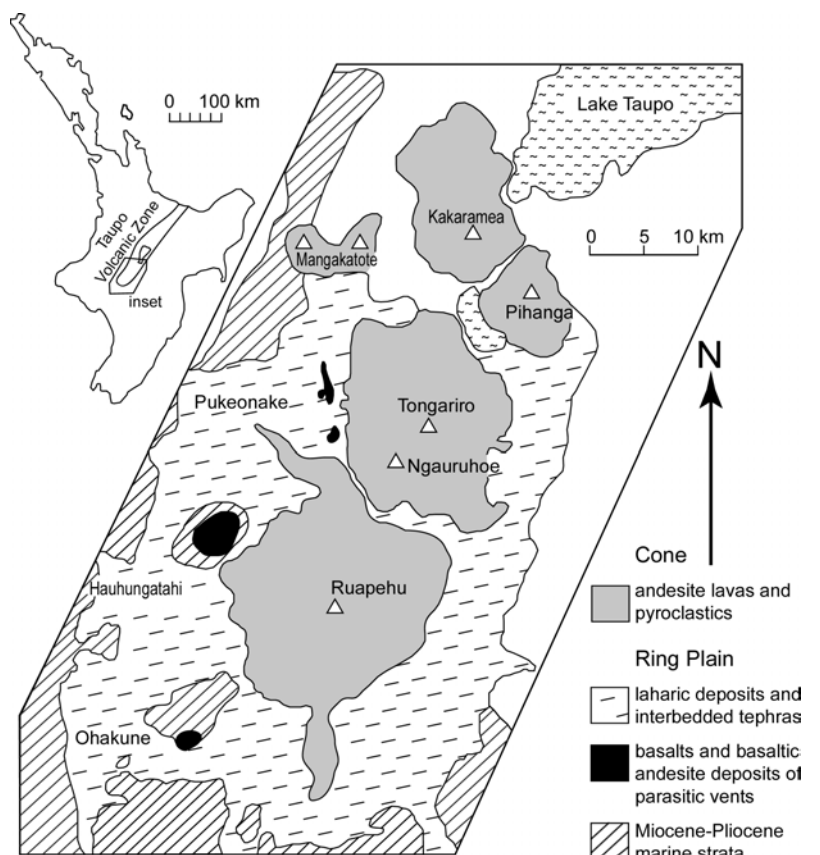 0 100 km
Taupo
Volcanic Zone
inset
Lake Taupo
Kakaramea
0 5 10 km
Mangakatote
Pihanga
N
Pukeonake
Tongariro
Ngauruhoe
Hauhungatahi
Ruapehu
Ohakune
Cone
andesite lavas and
pyroclastics
Ring Plain
laharic deposits and
interbedded tephras
basalts and basaltic
andesite deposits of
parasitic vents
Miocene-Pliocene
marine strata